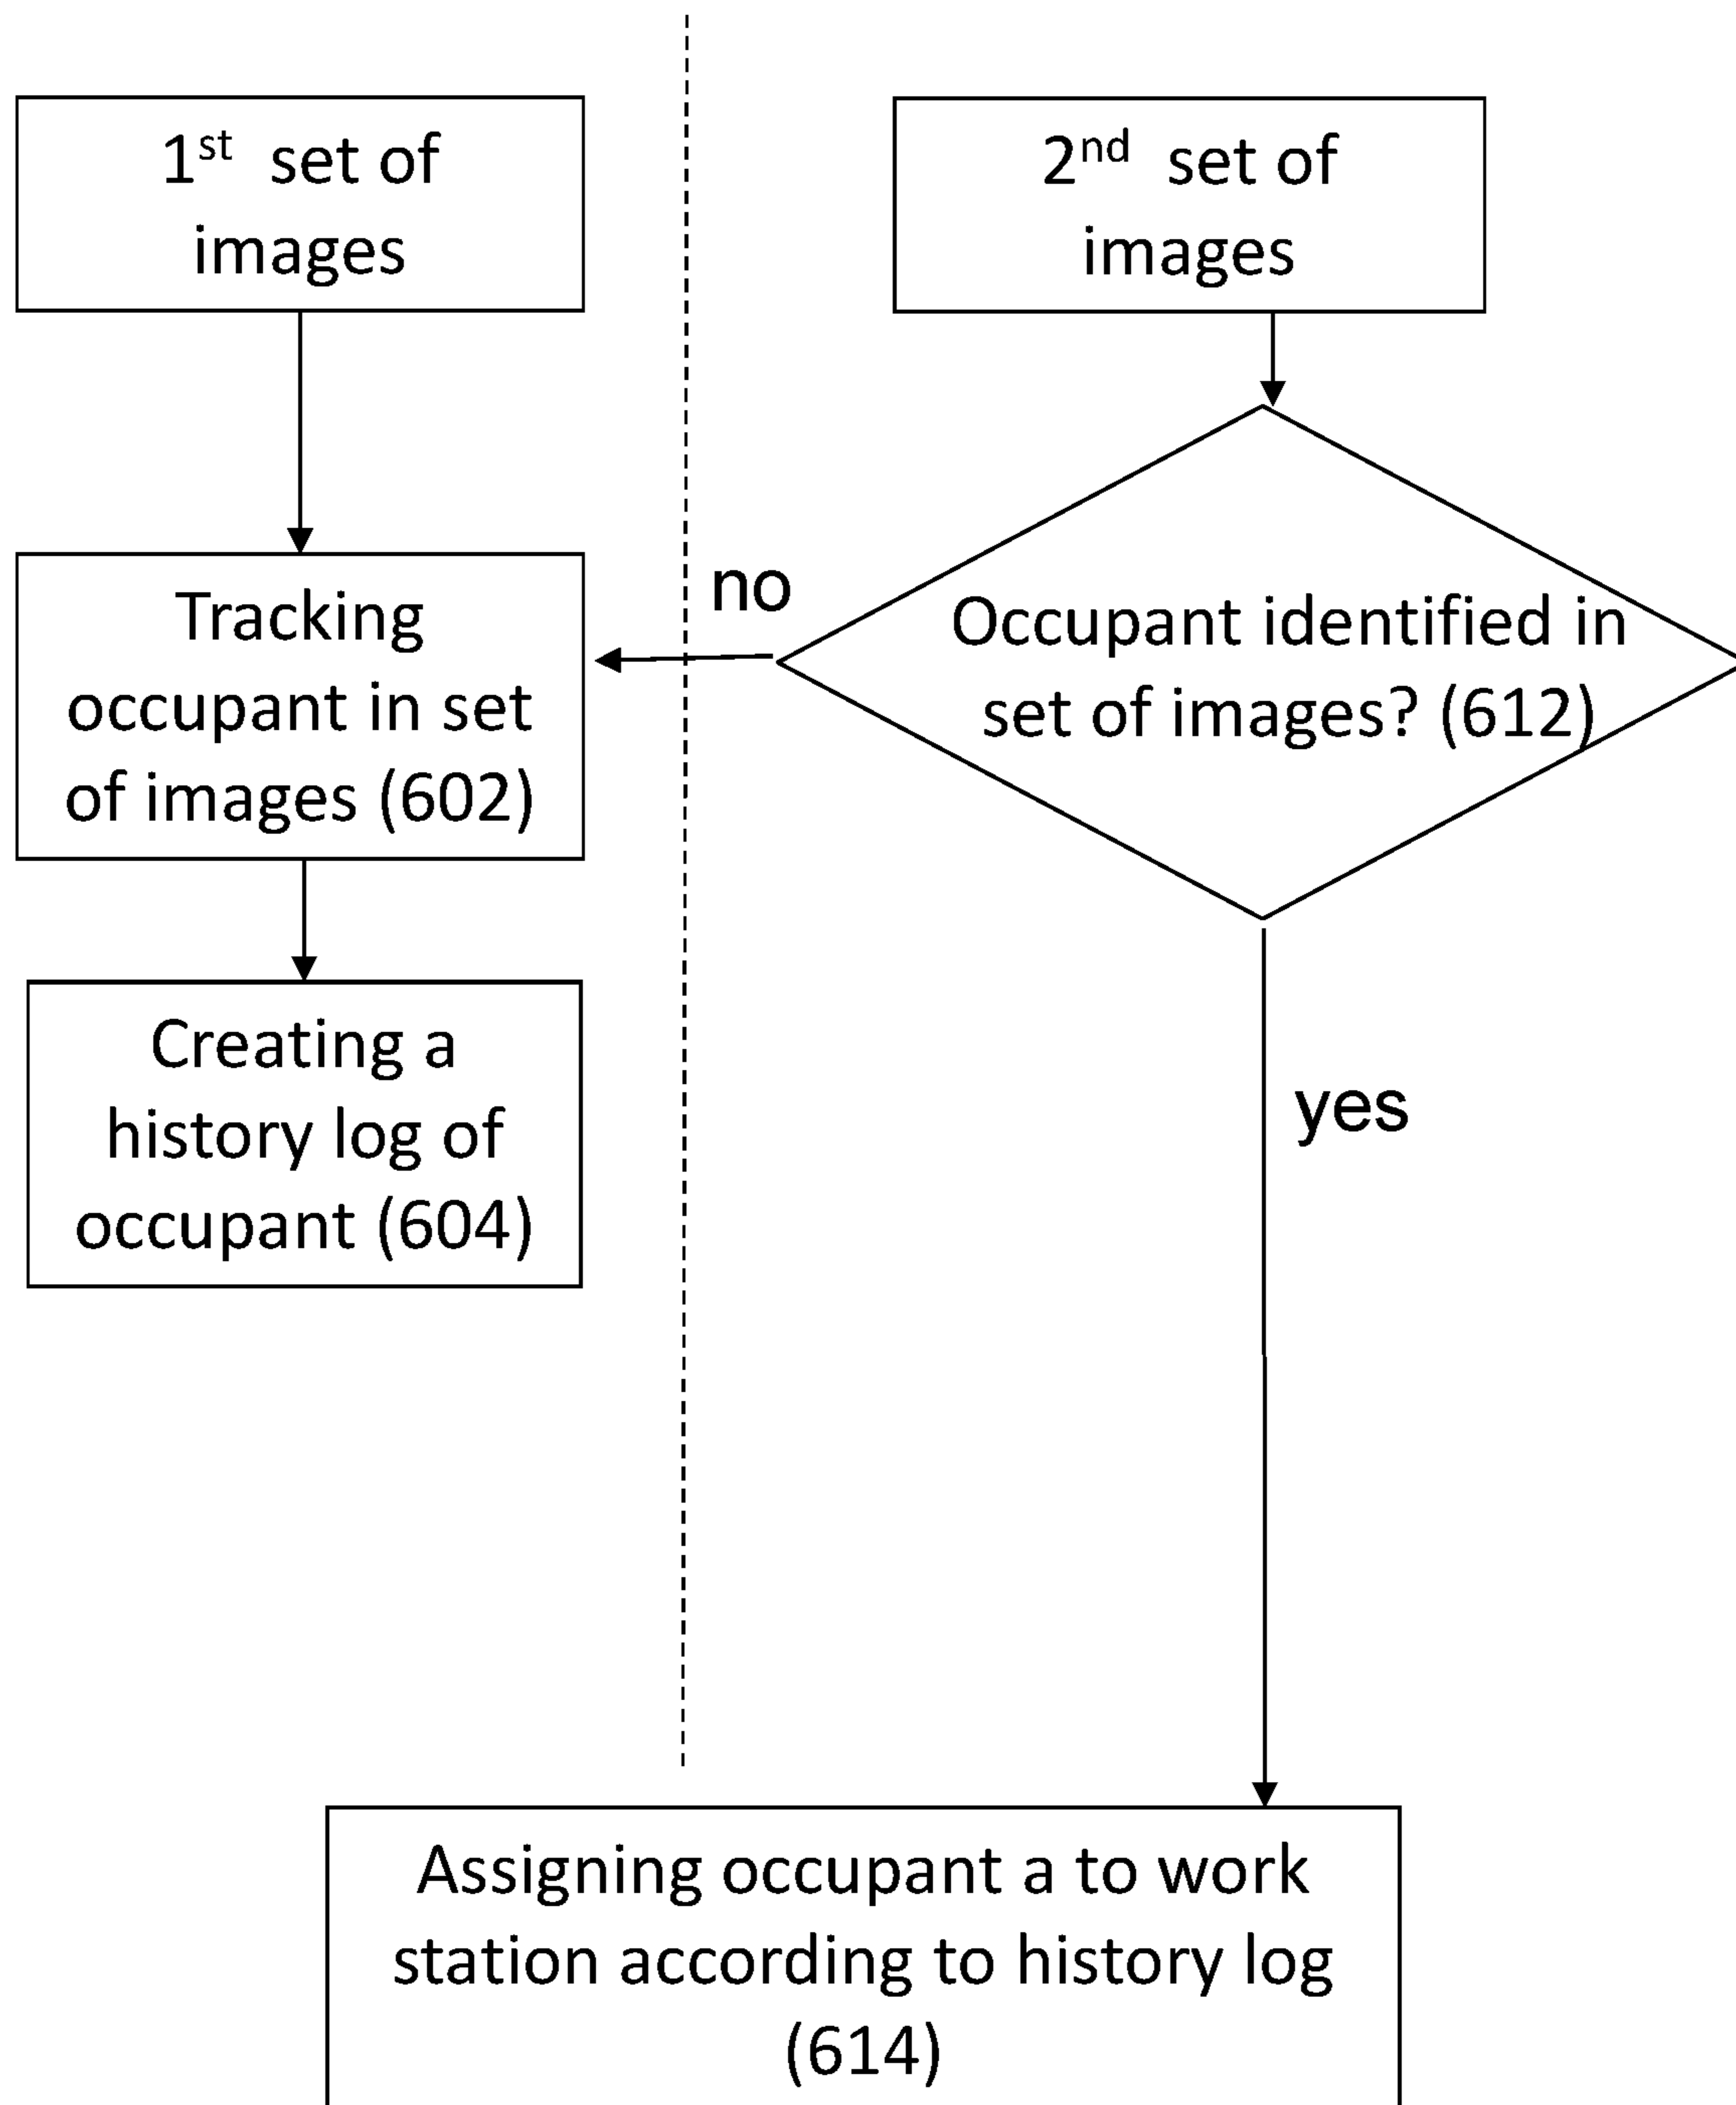 1st set of
images
Tracking
occupant in set
of images (602)
Creating a
history log of
occupant (604)
2nd set of
images
no
Occupant identified in
set of images? (612)
yes
Assigning occupant a to work
station according to history log
(614)